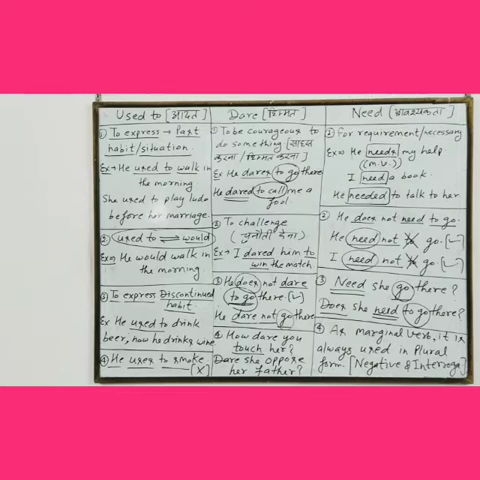 Used to [आदत]
① To express → Past
habit/situation.
Ex → He used to walk in
the morning
She used to play ludo
before her marriage.
② used to ⇌ would
Exn He would walk in
the morning
③ To express Discontinued
habit
Ex He used to drink
beer, now he drinks wine
④ He uses to smoke
[X]
Dare [हिम्मत]
① To be courageous to
do something [साहस
करना / हिम्मत करना]
Ex He dares to go there
He dared to call me a
fool
② To challenge
(चुनौती देना)
Ex → I dared him to
win the match
③ He does not dare
to go there [✓]
He dare not go there
④ How dare you
touch her?
Dare she oppose
her father?
Need [आवश्यकता]
① For requirement/necessary
Ex⇒ He needs my help
(M.V.)
I need a book.
He needed to talk to her
② He does not need to go.
He need not to go. [✓]
I need not to go [✓]
③ Need she go there?
Does she need to go there?
④ As marginal verb, it is
always used in Plural
form. [Negative & Interroga]